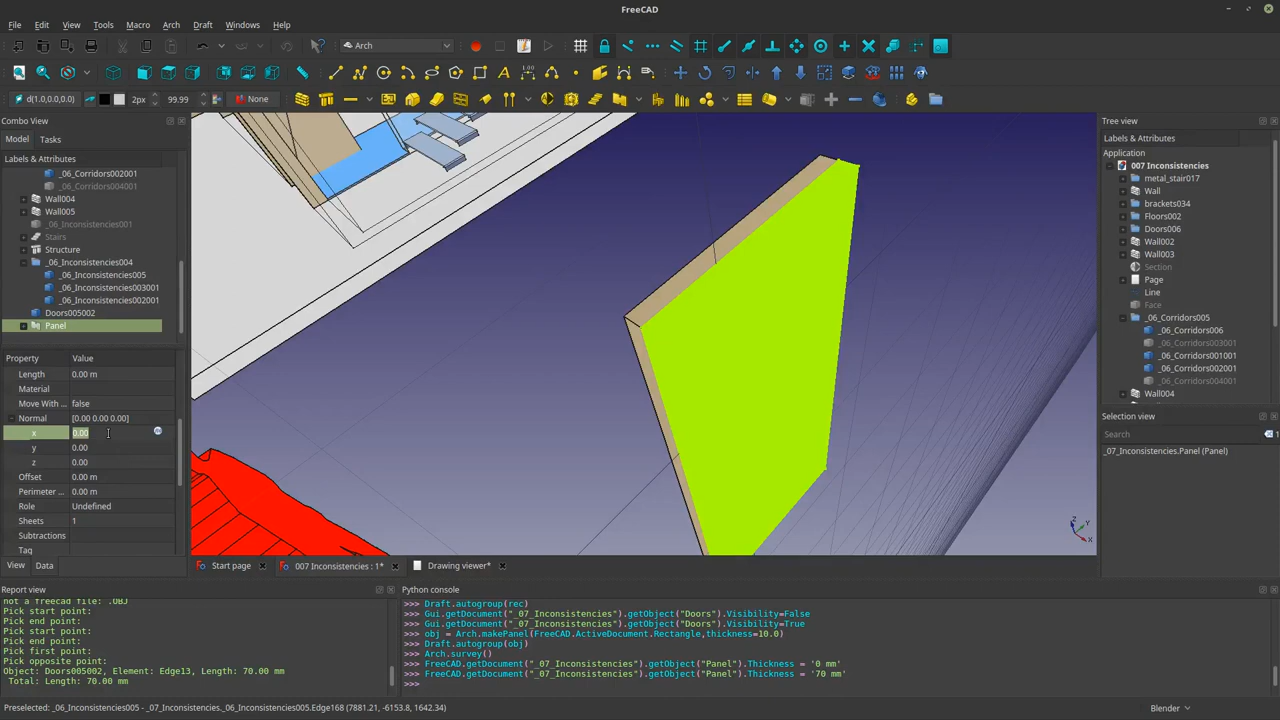 FreeCAD
File Edit View Tools Macro Arch Draft Windows Help
Arch
d(1.0,0.0,0.0) 2px 99.99 None
Combo View
Model Tasks
Labels & Attributes
_06_Corridors002001
_06_Corridors004001
Wall004
Wall005
_06_Inconsistencies001
Stairs
Structure
_06_Inconsistencies004
_06_Inconsistencies005
_06_Inconsistencies003001
_06_Inconsistencies002001
Doors005002
Panel
Property Value
Length 0.00 m
Material
Move With ... false
Normal [0.00 0.00 0.00]
x 0.00
y 0.00
z 0.00
Offset 0.00 m
Perimeter ... 0.00 m
Role Undefined
Sheets 1
Subtractions
Tag
View Data
Start page 007 Inconsistencies : 1* Drawing viewer*
Tree view
Labels & Attributes
Application
007 Inconsistencies
metal_stair017
Wall
brackets034
Floors002
Doors006
Wall002
Wall003
Section
Page
Line
Face
_06_Corridors005
_06_Corridors006
_06_Corridors003001
_06_Corridors001001
_06_Corridors002001
_06_Corridors004001
Wall004
Selection view
Search 1
_07_Inconsistencies.Panel (Panel)
Z Y X
Report view
not a freecad file: .OBJ
Pick start point:
Pick end point:
Pick start point:
Pick end point:
Pick first point:
Pick opposite point:
Object: Doors005002, Element: Edge13, Length: 70.00 mm
Total: Length: 70.00 mm
Python console
>>> Draft.autogroup(rec)
>>> Gui.getDocument("_07_Inconsistencies").getObject("Doors").Visibility=False
>>> Gui.getDocument("_07_Inconsistencies").getObject("Doors").Visibility=True
>>> obj = Arch.makePanel(FreeCAD.ActiveDocument.Rectangle,thickness=10.0)
>>> Draft.autogroup(obj)
>>> Arch.survey()
>>> FreeCAD.getDocument("_07_Inconsistencies").getObject("Panel").Thickness = '0 mm'
>>> FreeCAD.getDocument("_07_Inconsistencies").getObject("Panel").Thickness = '70 mm'
>>>
Preselected: _06_Inconsistencies005 - _07_Inconsistencies._06_Inconsistencies005.Edge168 (7881.21, -6153.8, 1642.34)
Blender